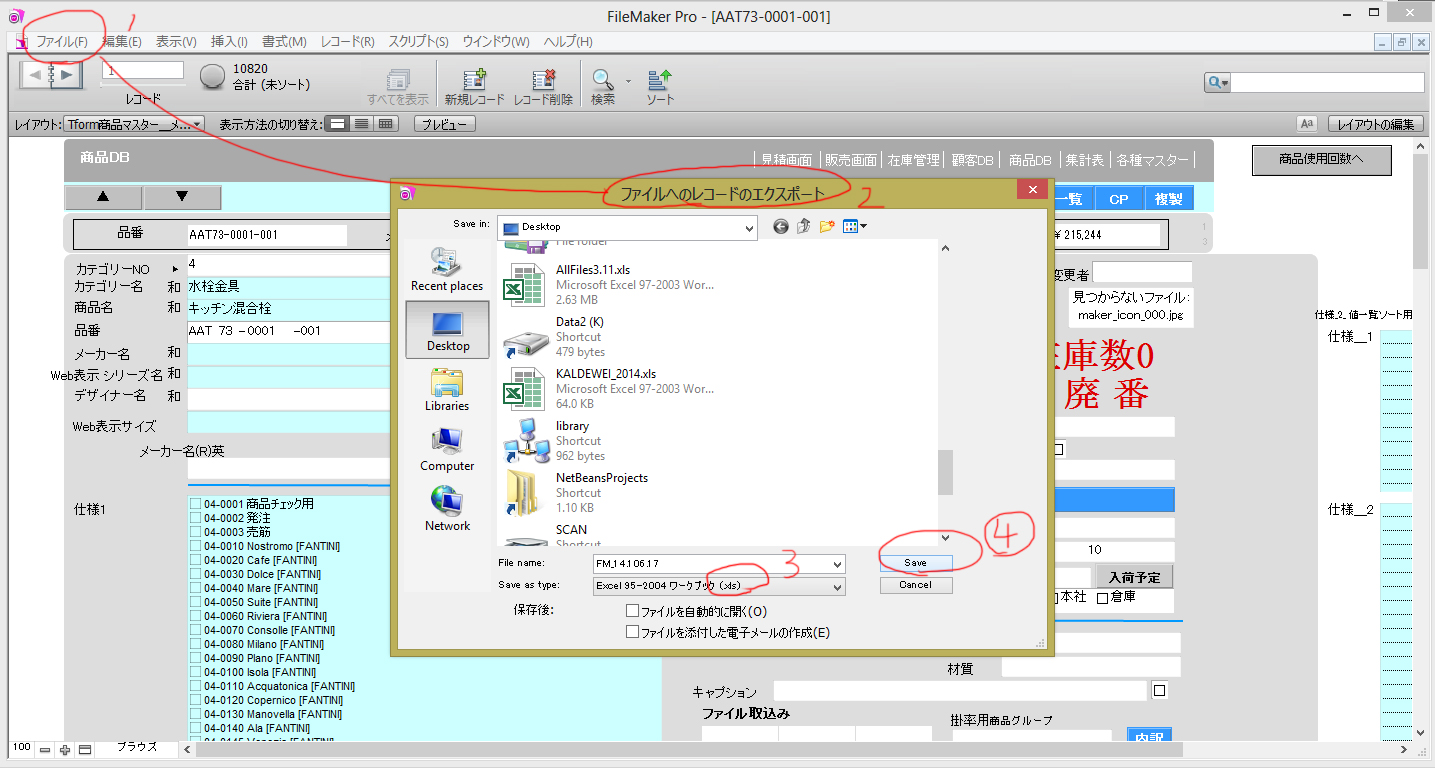 FileMaker Pro - [AAT73-0001-001]
ファイル(F) 編集(E) 表示(V) 挿入(I) 書式(M) レコード(R) スクリプト(S) ウインドウ(W) ヘルプ(H)
1
1
レコード
10820
合計 (未ソート)
すべてを表示
新規レコード
レコード削除
検索
ソート
レイアウト: Tform商品マスター__メ... 表示方法の切り替え: プレビュー
Aa
レイアウトの編集
商品DB
見積画面 販売画面 在庫管理 顧客DB 商品DB 集計表 各種マスター
商品使用回数へ
▲ ▼
一覧 CP 複製
品番 AAT73-0001-001
¥ 215,244
1
3
カテゴリーNO 4
カテゴリー名 和 水栓金具
商品名 和 キッチン混合栓
品番 AAT 73 -0001 -001
メーカー名 和
Web表示 シリーズ名 和
デザイナー名 和
Web表示サイズ
メーカー名(R)英
仕様1
04-0001 商品チェック用
04-0002 発注
04-0003 売筋
04-0010 Nostromo [FANTINI]
04-0020 Cafe [FANTINI]
04-0030 Dolce [FANTINI]
04-0040 Mare [FANTINI]
04-0050 Suite [FANTINI]
04-0060 Riviera [FANTINI]
04-0070 Consolle [FANTINI]
04-0080 Milano [FANTINI]
04-0090 Plano [FANTINI]
04-0100 Isola [FANTINI]
04-0110 Acquatonica [FANTINI]
04-0120 Copernico [FANTINI]
04-0130 Manovella [FANTINI]
04-0140 Ala [FANTINI]
ファイルへのレコードのエクスポート
2
Save in: Desktop
Recent places
Desktop
Libraries
Computer
Network
File folder
AllFiles3.11.xls
Microsoft Excel 97-2003 Wor...
2.63 MB
Data2 (K)
Shortcut
479 bytes
KALDEWEI_2014.xls
Microsoft Excel 97-2003 Wor...
64.0 KB
library
Shortcut
962 bytes
NetBeansProjects
Shortcut
1.10 KB
SCAN
Shortcut
File name: FM_14.106.17
Save
Save as type: Excel 95-2004 ワークブック (.xls)
Cancel
3
4
保存後:
ファイルを自動的に開く(O)
ファイルを添付した電子メールの作成(E)
変更者
見つからないファイル:
maker_icon_000.jpg
庫数0
廃番
10
入荷予定
本社 倉庫
材質
キャプション
ファイル取込み
掛率用商品グループ
内訳
仕様_2_値一覧ソート用
仕様__1
仕様__2
100
ブラウズ